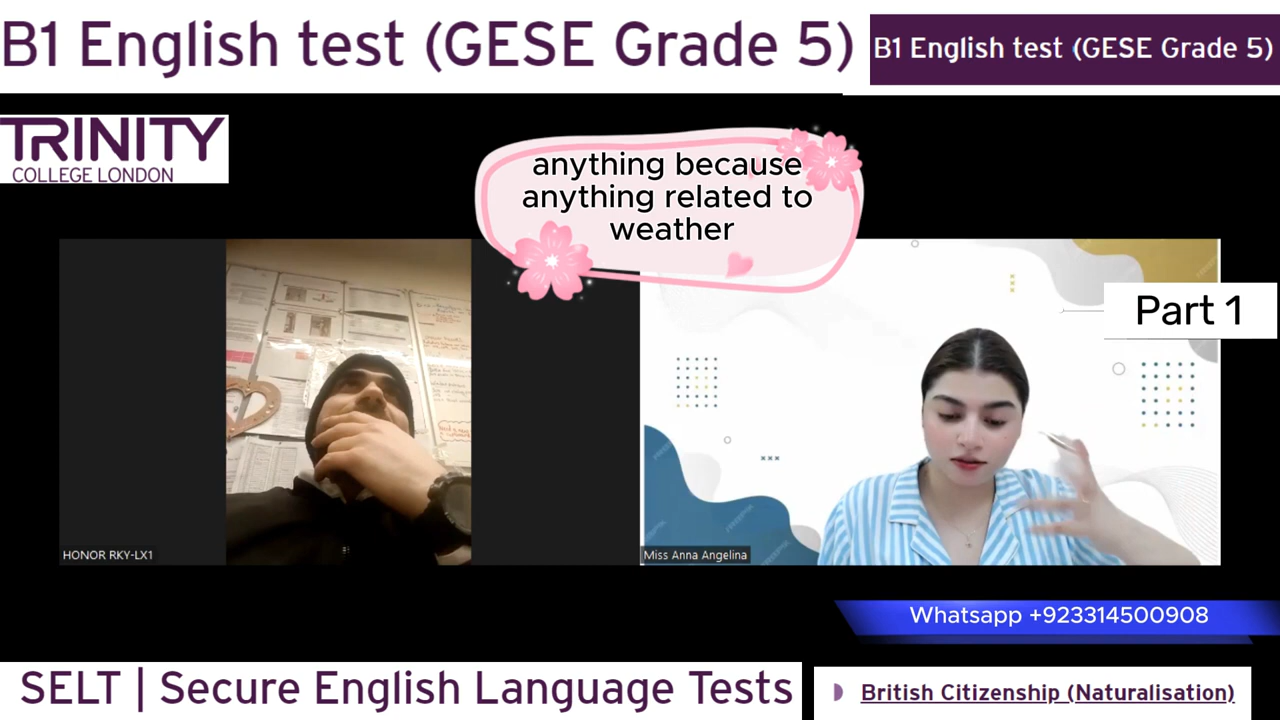 B1 English test (GESE Grade 5)
B1 English test (GESE Grade 5)
TRINITY
COLLEGE LONDON
anything because
anything related to
weather
Part 1
HONOR RKY-LX1
Miss Anna Angelina
Whatsapp +923314500908
SELT | Secure English Language Tests
British Citizenship (Naturalisation)